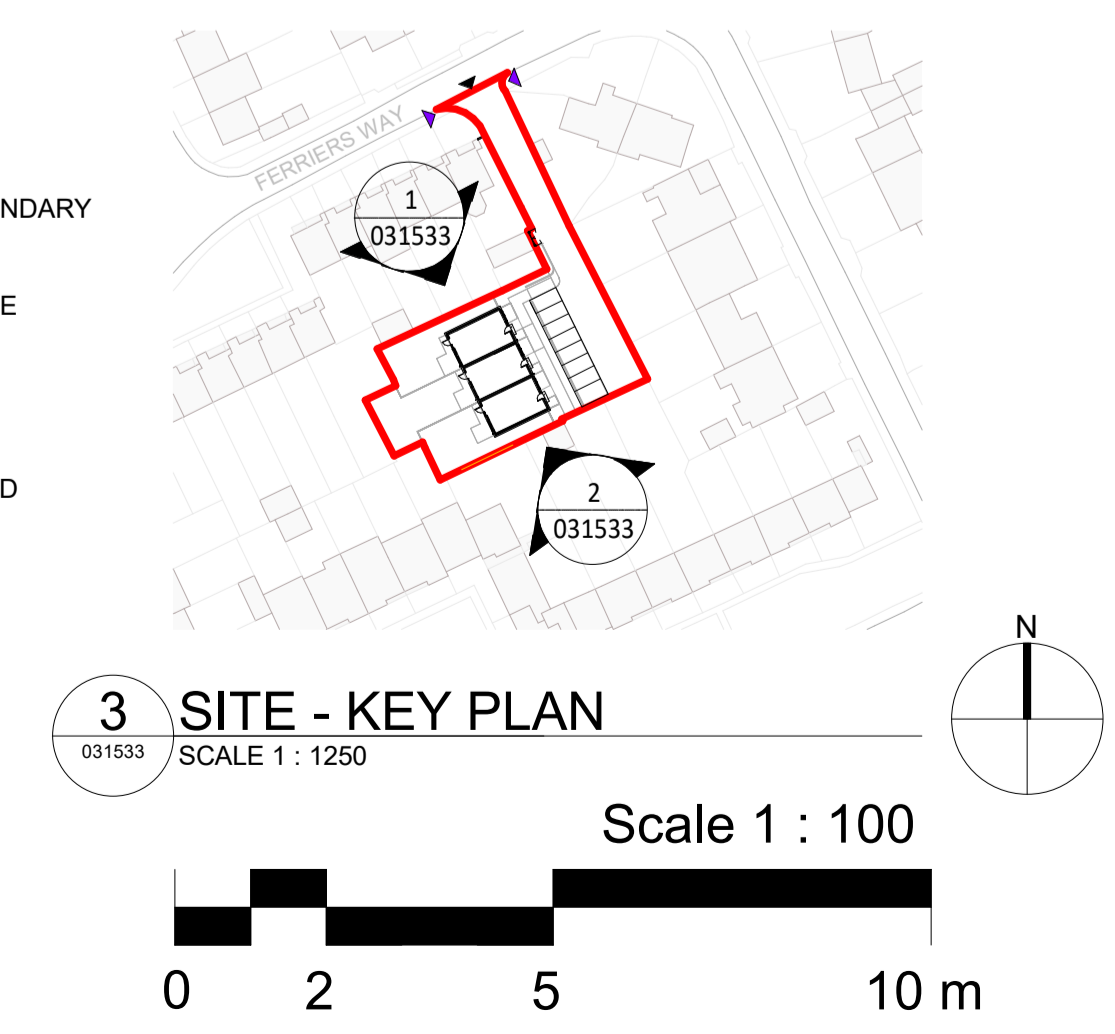 FERRIERS WAY
NDARY
1
031533
E
D
2
031533
N
3
031533
SITE - KEY PLAN
SCALE 1 : 1250
Scale 1 : 100
0 2 5 10 m